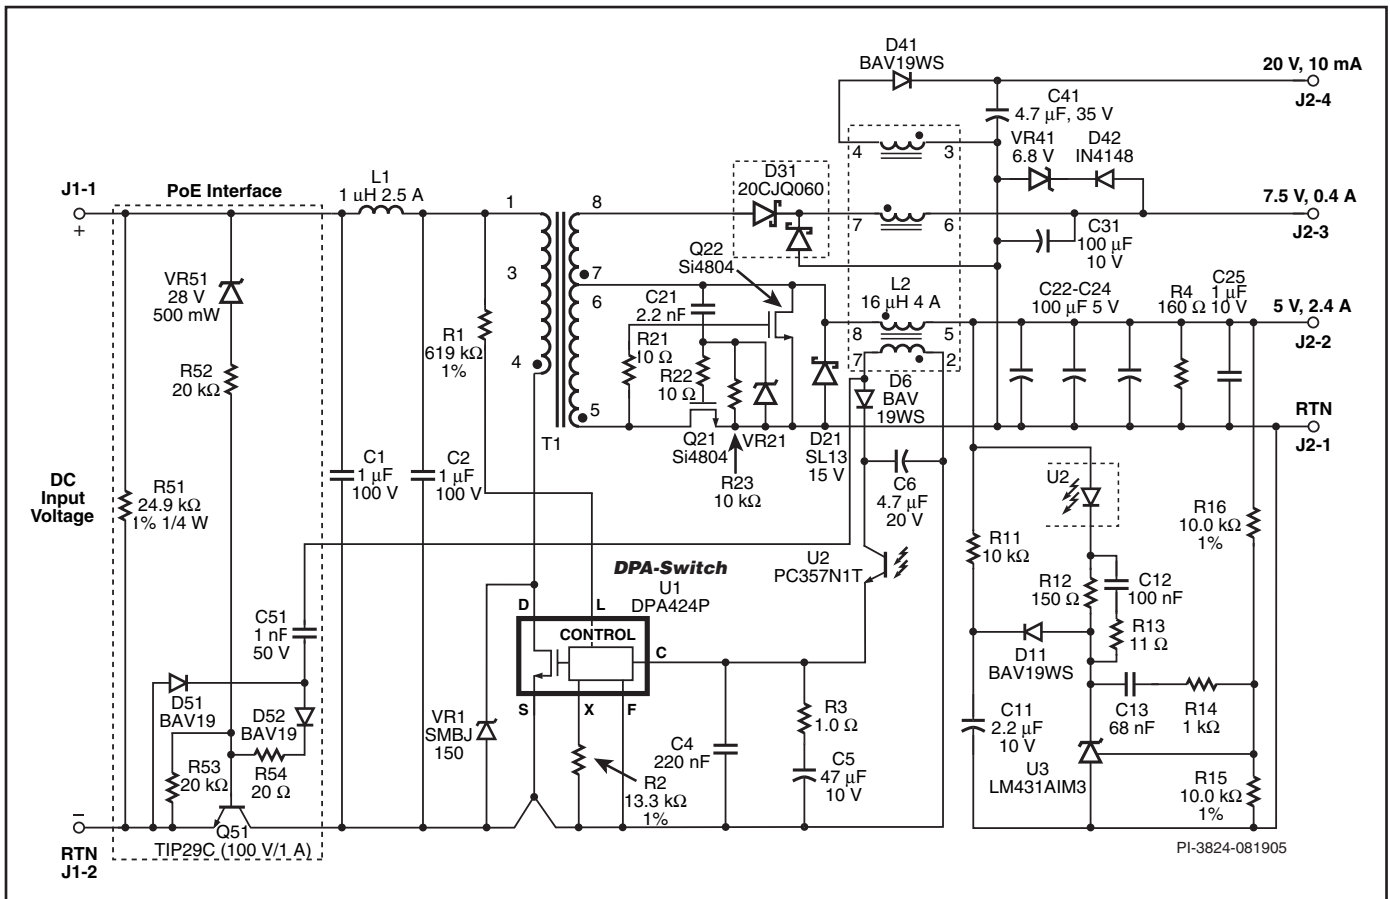 D41
BAV19WS
20 V, 10 mA
J2-4
C41
4.7 μF, 35 V
4
3
VR41
6.8 V
D42
IN4148
J1-1
+
PoE Interface
L1
1 μH 2.5 A
D31
20CJQ060
7.5 V, 0.4 A
J2-3
1
8
7
6
C31
100 μF
10 V
Q22
Si4804
VR51
28 V
500 mW
3
7
6
C21
2.2 nF
L2
16 μH 4 A
C22-C24
100 μF 5 V
R4
160 Ω
C25
1 μF
10 V
5 V, 2.4 A
J2-2
R1
619 kΩ
1%
4
R21
10 Ω
R22
10 Ω
8
5
7
2
R52
20 kΩ
D6
BAV
19WS
5
T1
Q21
Si4804
VR21
R23
10 kΩ
D21
SL13
15 V
RTN
J2-1
DC
Input
Voltage
R51
24.9 kΩ
1% 1/4 W
C1
1 μF
100 V
C2
1 μF
100 V
C6
4.7 μF
20 V
U2
R16
10.0 kΩ
1%
R11
10 kΩ
U2
PC357N1T
DPA-Switch
U1
DPA424P
R12
150 Ω
C12
100 nF
R13
11 Ω
C51
1 nF
50 V
D
L
CONTROL
C
S
X
F
D11
BAV19WS
D51
BAV19
D52
BAV19
VR1
SMBJ
150
R3
1.0 Ω
C11
2.2 μF
10 V
C13
68 nF
R14
1 kΩ
R53
20 kΩ
R54
20 Ω
R2
13.3 kΩ
1%
C4
220 nF
C5
47 μF
10 V
U3
LM431AIM3
R15
10.0 kΩ
1%
−
RTN
J1-2
Q51
TIP29C (100 V/1 A)
PI-3824-081905